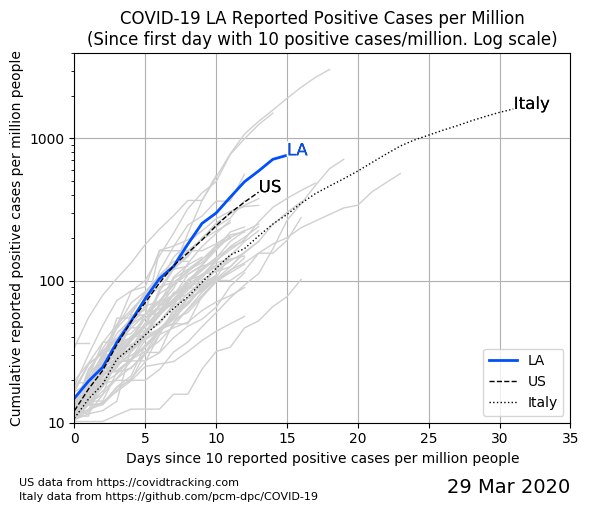 COVID-19 LA Reported Positive Cases per Million
(Since first day with 10 positive cases/million. Log scale)
Cumulative reported positive cases per million people
1000
100
10
Italy
LA
US
LA
US
Italy
0 5 10 15 20 25 30 35
Days since 10 reported positive cases per million people
US data from https://covidtracking.com
Italy data from https://github.com/pcm-dpc/COVID-19
29 Mar 2020